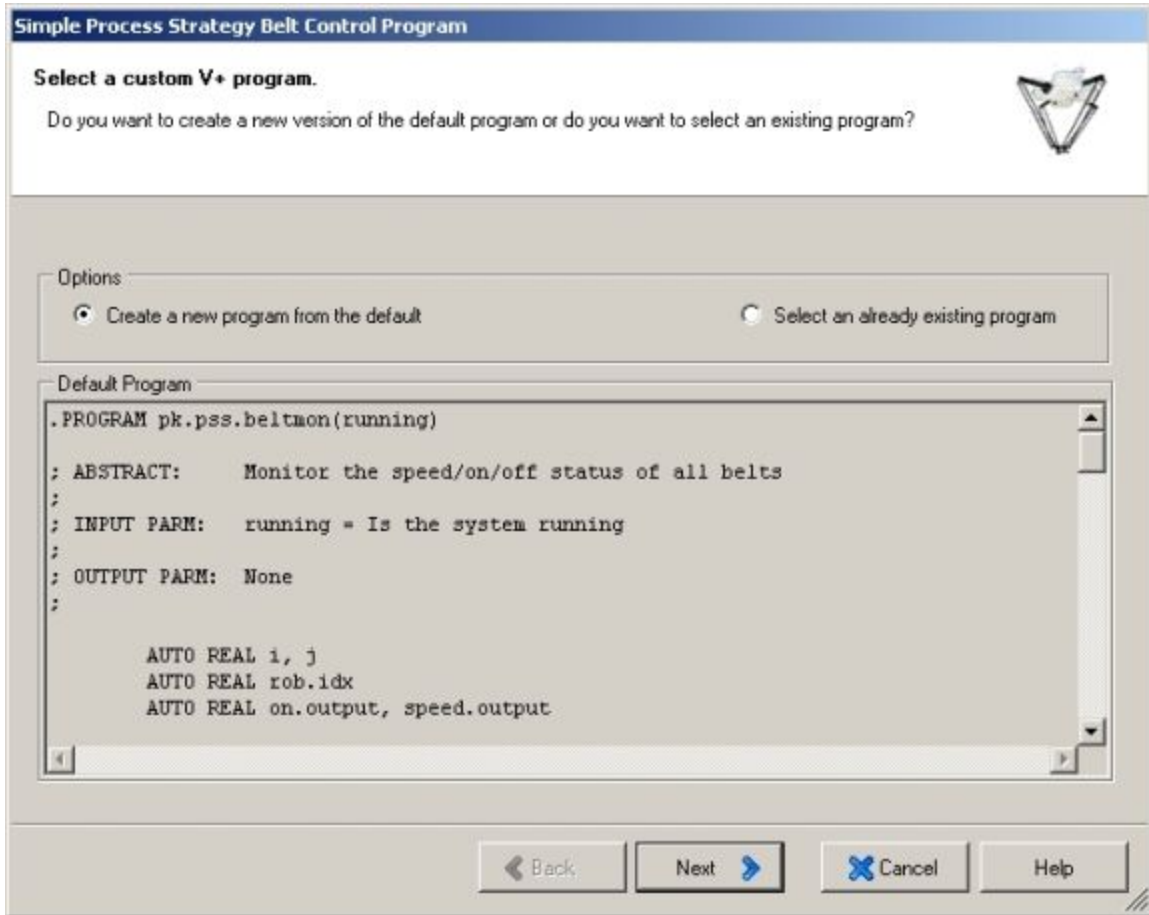 Simple Process Strategy Belt Control Program
Select a custom V+ program.
Do you want to create a new version of the default program or do you want to select an existing program?
Options
Create a new program from the default
Select an already existing program
Default Program
.PROGRAM pk.pss.beltmon(running)
; ABSTRACT: Monitor the speed/on/off status of all belts
;
; INPUT PARM: running = Is the system running
;
; OUTPUT PARM: None
;
AUTO REAL i, j
AUTO REAL rob.idx
AUTO REAL on.output, speed.output
Back
Next
Cancel
Help